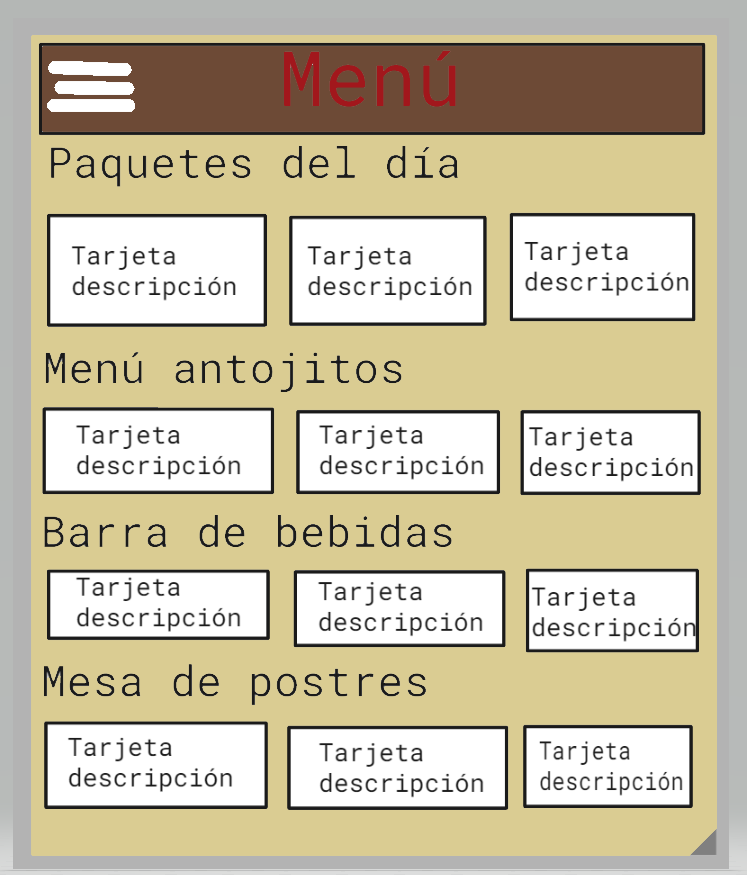 Menú
Paquetes del día
Tarjeta
descripción
Tarjeta
descripción
Tarjeta
descripción
Menú antojitos
Tarjeta
descripción
Tarjeta
descripción
Tarjeta
descripción
Barra de bebidas
Tarjeta
descripción
Tarjeta
descripción
Tarjeta
descripción
Mesa de postres
Tarjeta
descripción
Tarjeta
descripción
Tarjeta
descripción